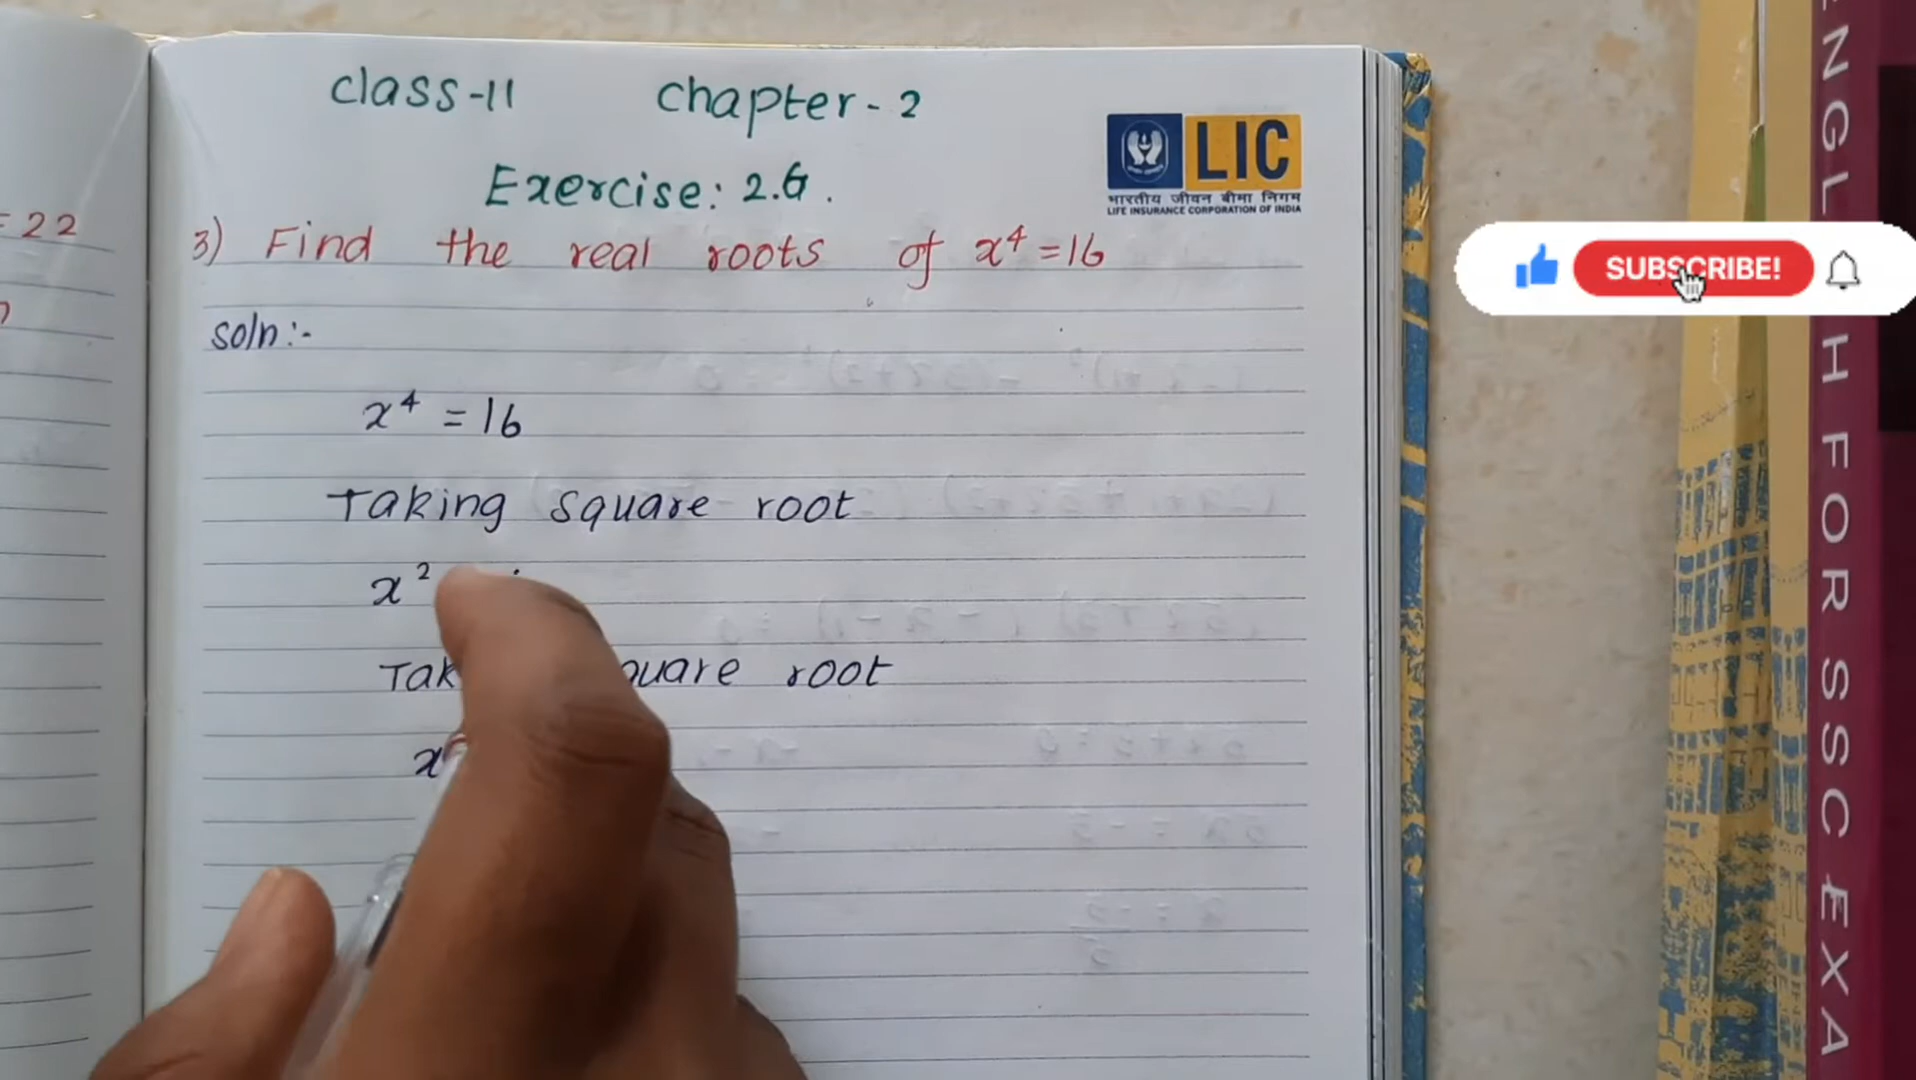 = 22
class-11 chapter-2
Exercise: 2.6.
LIC
भारतीय जीवन बीमा निगम
LIFE INSURANCE CORPORATION OF INDIA
3) Find the real roots of x⁴ = 16
SUBSCRIBE!
soln:-
x⁴ = 16
Taking square root
x²
root
x
ENGLISH FOR SSC EXA